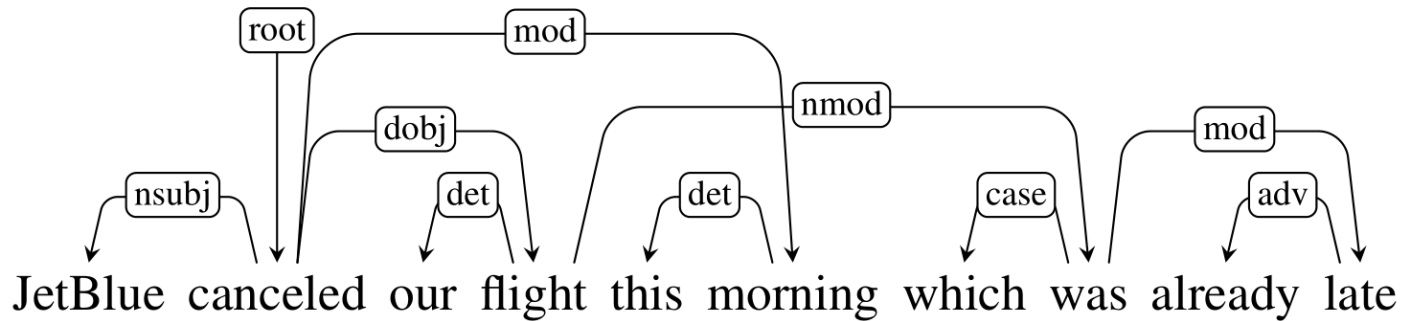 root mod
nmod
dobj mod
nsubj det det case adv
JetBlue canceled our flight this morning which was already late